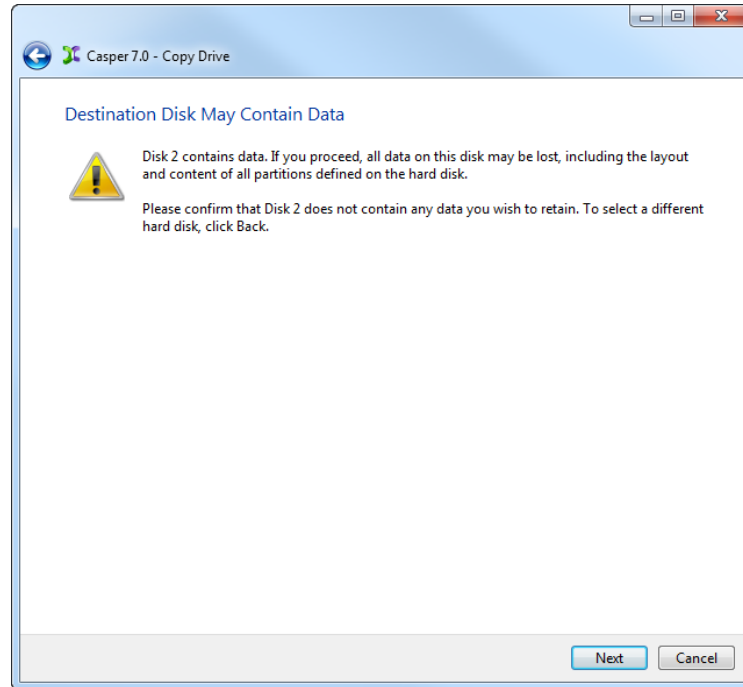 Casper 7.0 - Copy Drive
Destination Disk May Contain Data
Disk 2 contains data. If you proceed, all data on this disk may be lost, including the layout
and content of all partitions defined on the hard disk.
Please confirm that Disk 2 does not contain any data you wish to retain. To select a different
hard disk, click Back.
Next Cancel